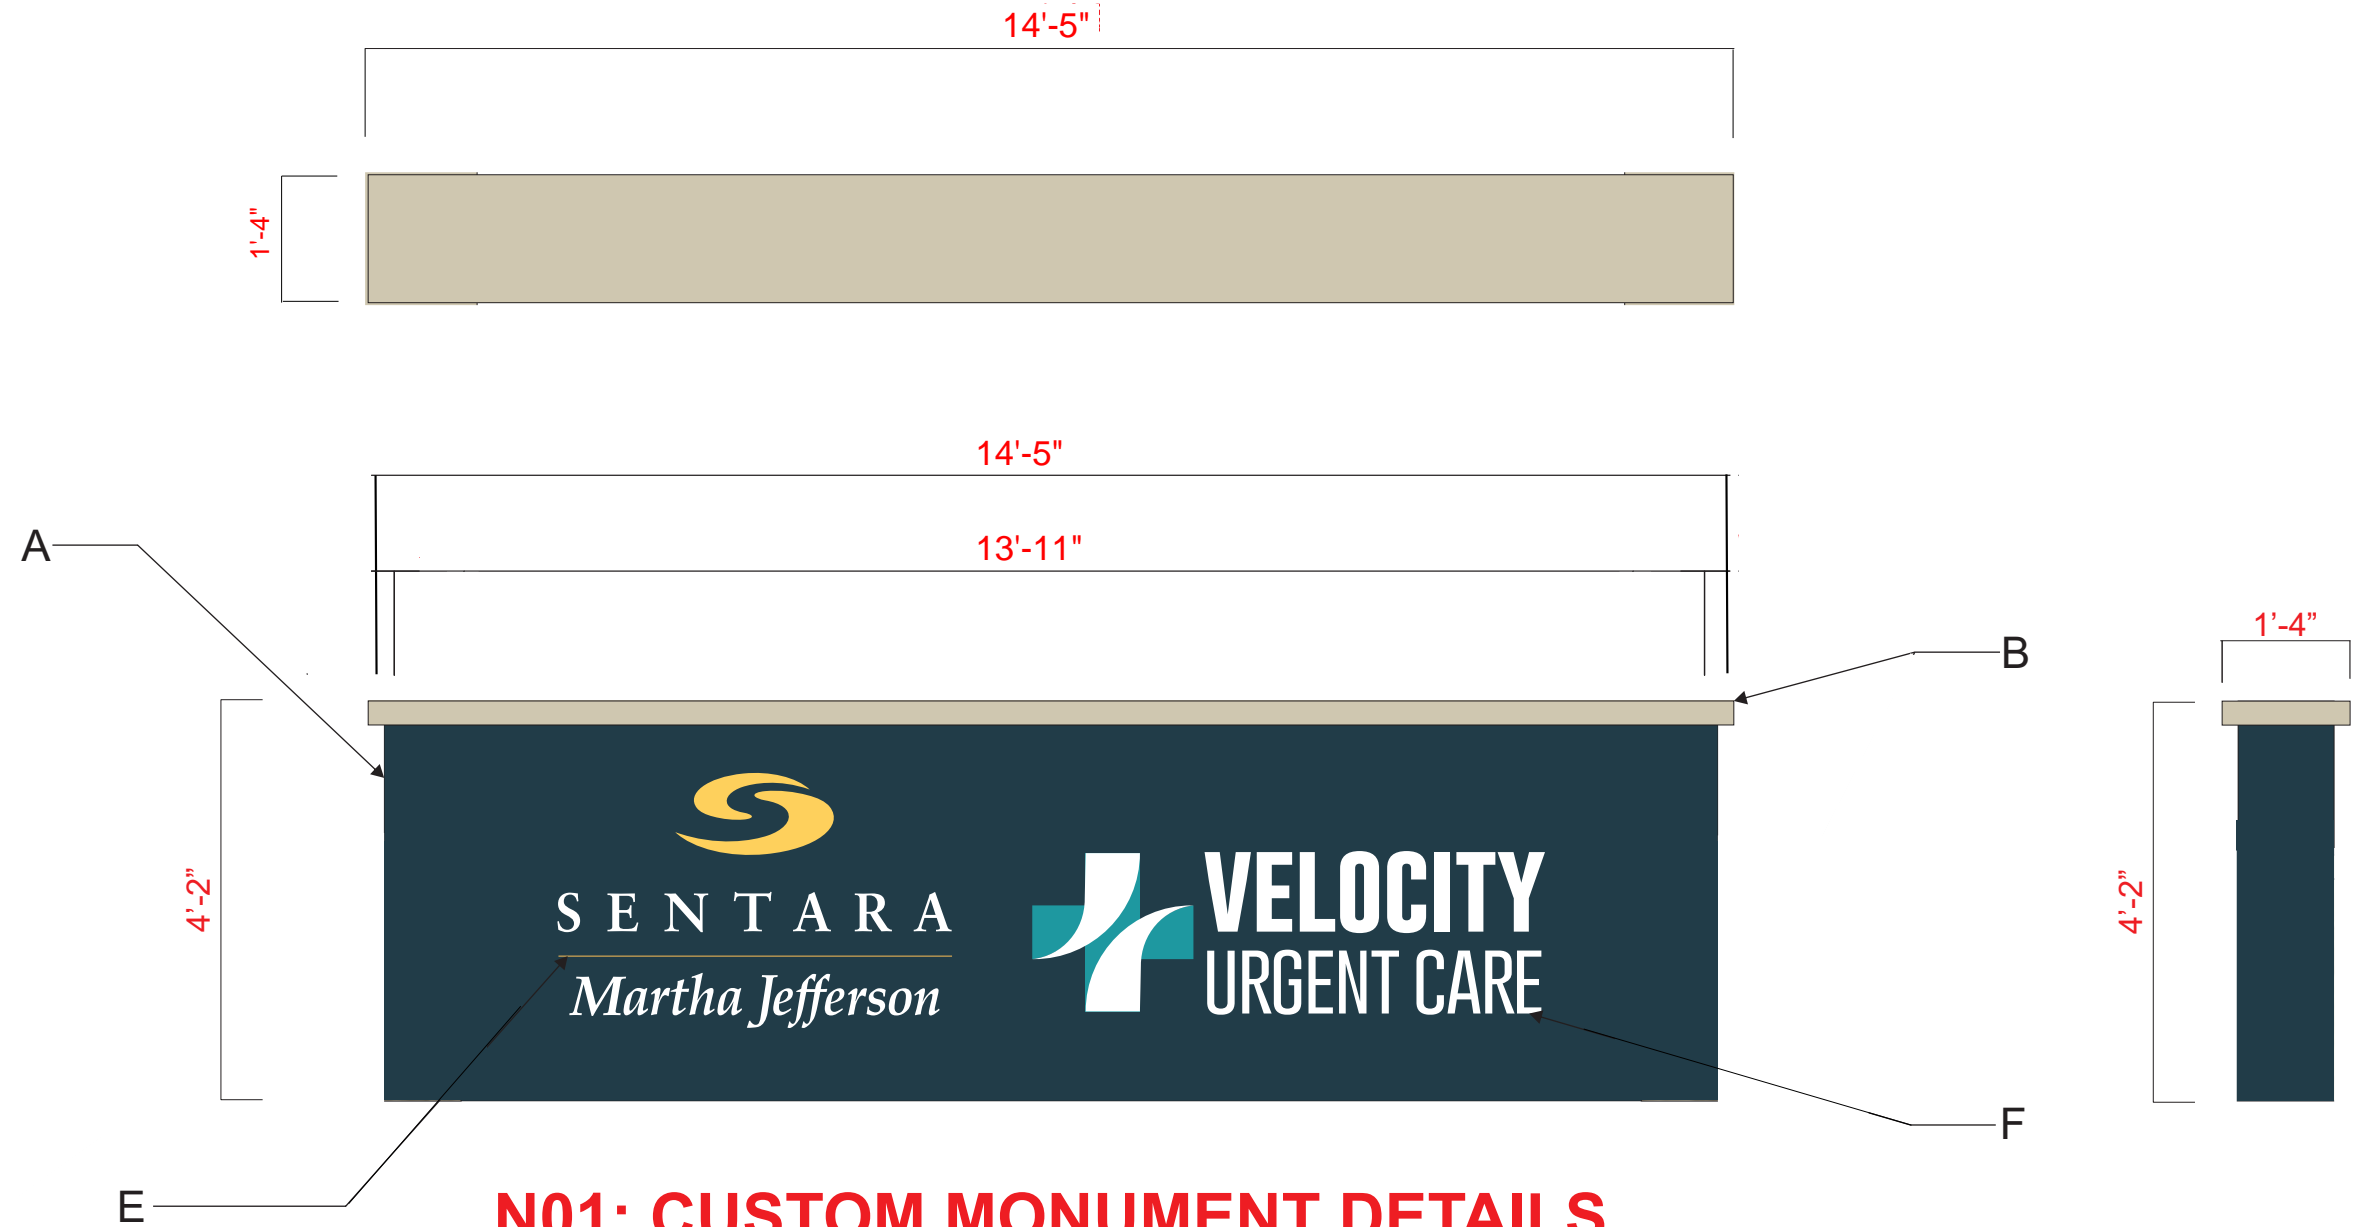 14'-5"
1'-4"
14'-5"
13'-11"
A
B
1’-4”
4’-2”
SENTARA
Martha Jefferson
VELOCITY
URGENT CARE
4’-2”
F
E
N01: CUSTOM MONUMENT DETAILS